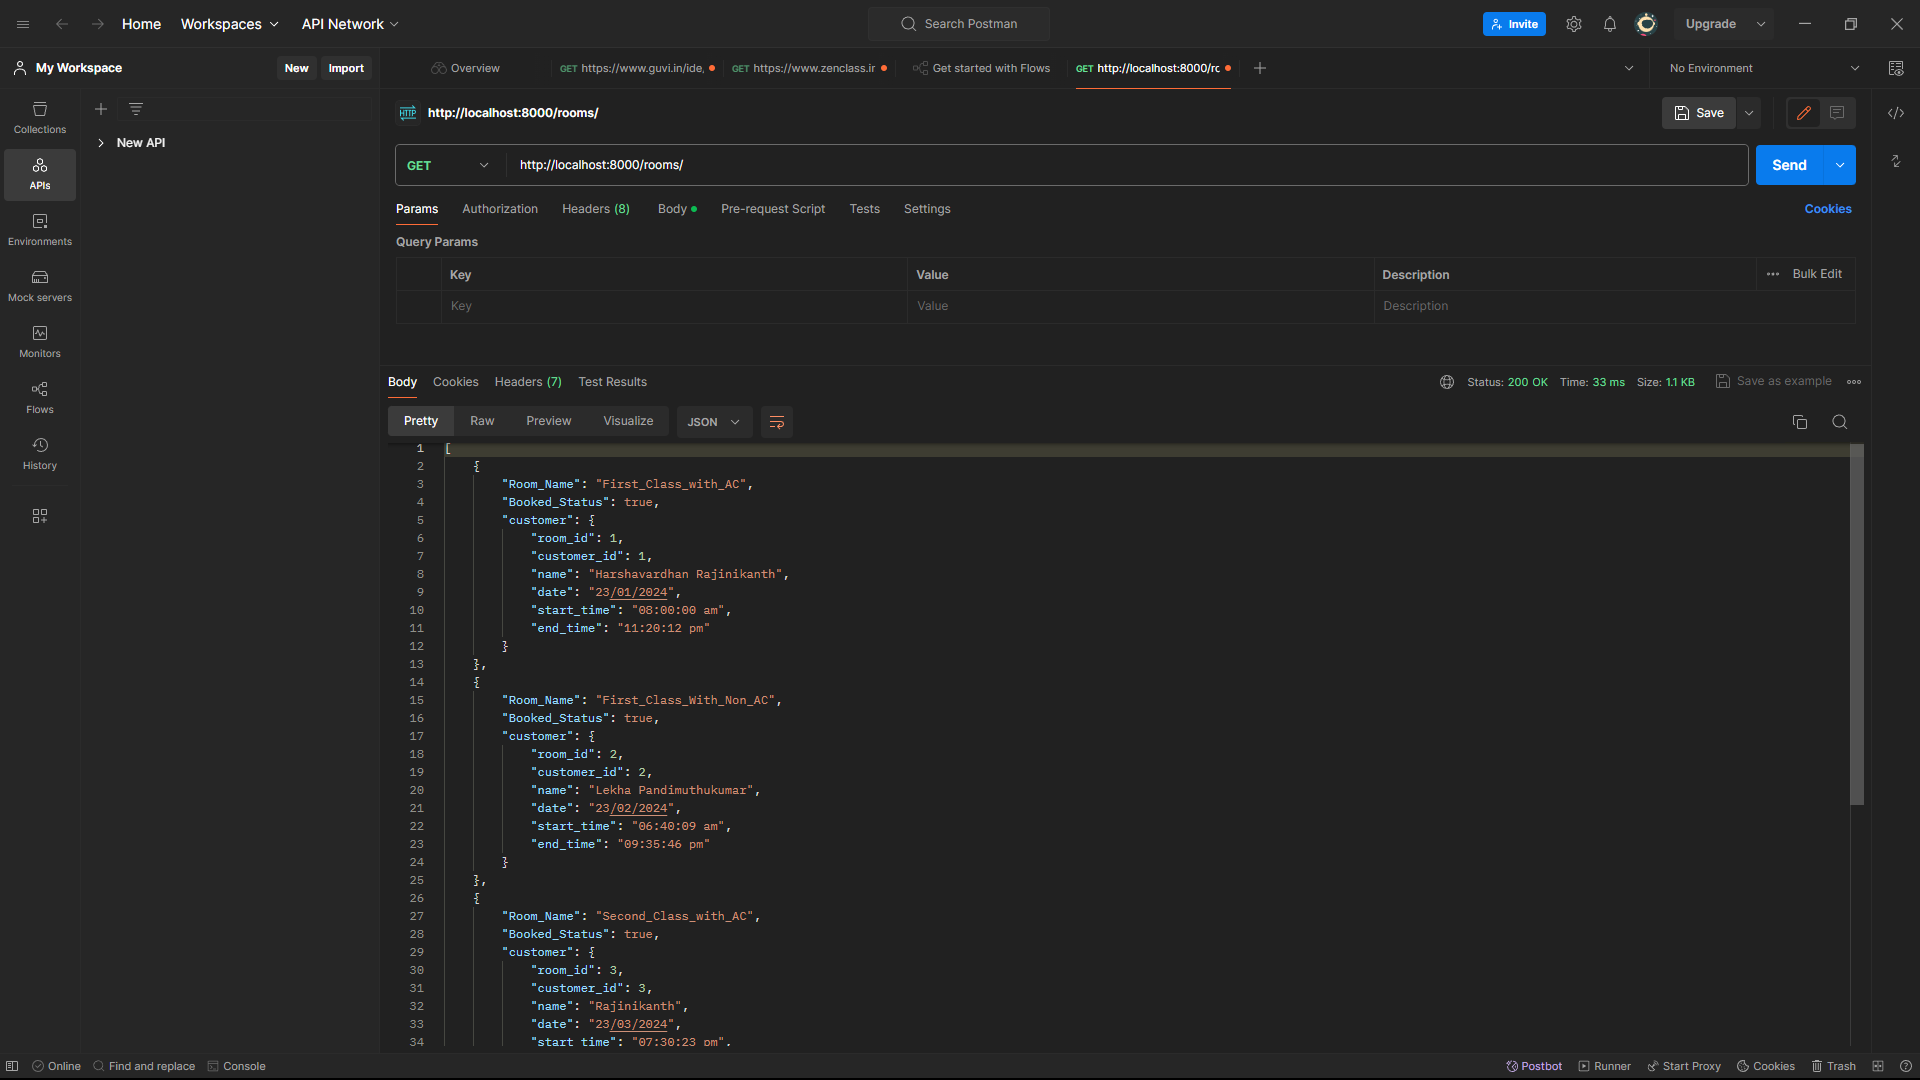 Home Workspaces API Network Search Postman Invite Upgrade
My Workspace New Import Overview GET https://www.guvi.in/ide, GET https://www.zenclass.ir Get started with Flows GET http://localhost:8000/rc No Environment
Collections
APIs
Environments
Mock servers
Monitors
Flows
History
New API
HTTP http://localhost:8000/rooms/ Save
GET http://localhost:8000/rooms/ Send
Params Authorization Headers (8) Body Pre-request Script Tests Settings Cookies
Query Params
Key Value Description Bulk Edit
Key Value Description
Body Cookies Headers (7) Test Results Status: 200 OK Time: 33 ms Size: 1.1 KB Save as example
Pretty Raw Preview Visualize JSON
1 [
2 {
3 "Room_Name": "First_Class_with_AC",
4 "Booked_Status": true,
5 "customer": {
6 "room_id": 1,
7 "customer_id": 1,
8 "name": "Harshavardhan Rajinikanth",
9 "date": "23/01/2024",
10 "start_time": "08:00:00 am",
11 "end_time": "11:20:12 pm"
12 }
13 },
14 {
15 "Room_Name": "First_Class_With_Non_AC",
16 "Booked_Status": true,
17 "customer": {
18 "room_id": 2,
19 "customer_id": 2,
20 "name": "Lekha Pandimuthukumar",
21 "date": "23/02/2024",
22 "start_time": "06:40:09 am",
23 "end_time": "09:35:46 pm"
24 }
25 },
26 {
27 "Room_Name": "Second_Class_with_AC",
28 "Booked_Status": true,
29 "customer": {
30 "room_id": 3,
31 "customer_id": 3,
32 "name": "Rajinikanth",
33 "date": "23/03/2024",
34 "start_time": "07:30:23 pm",
Online Find and replace Console Postbot Runner Start Proxy Cookies Trash